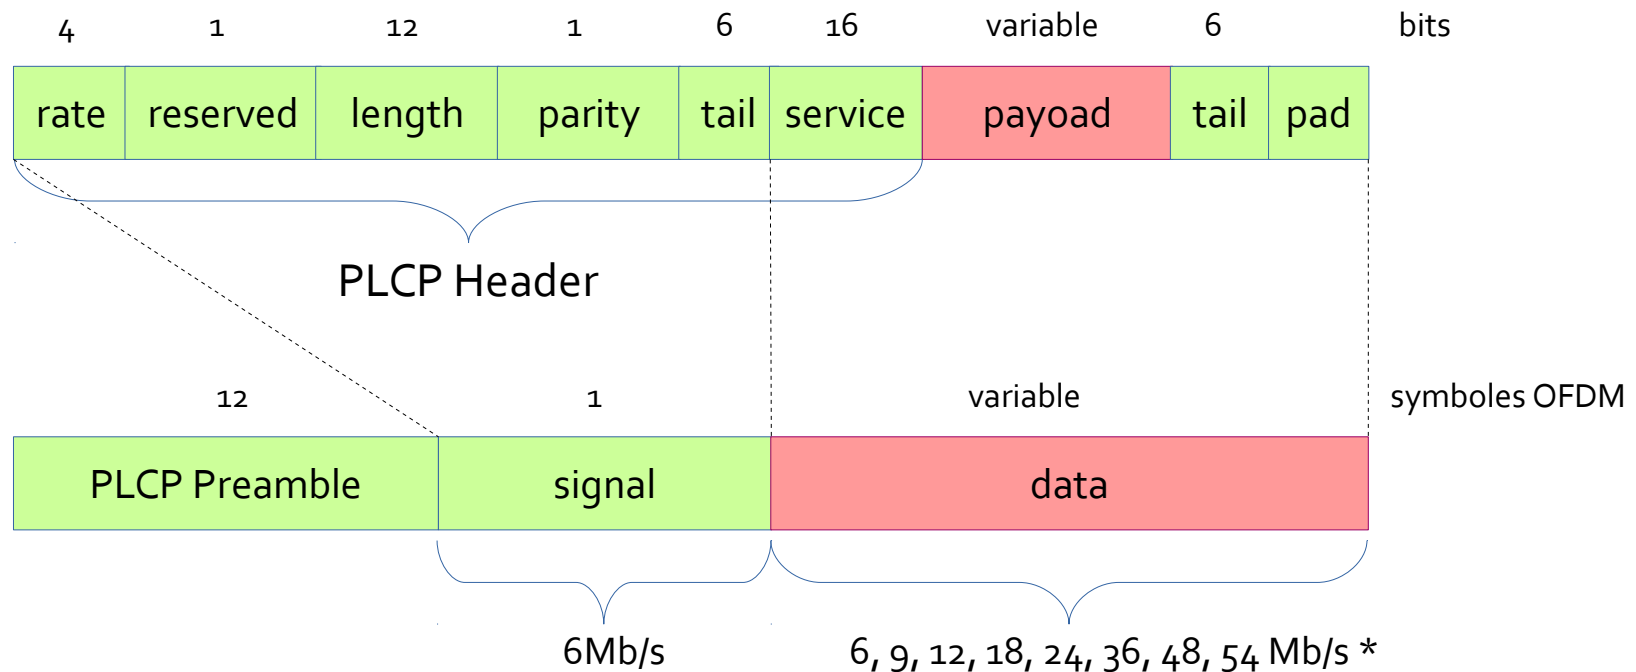 4 1 12 1 6 16 variable 6 bits
rate reserved length parity tail service payoad tail pad
PLCP Header
12 1 variable symboles OFDM
PLCP Preamble signal data
6Mb/s 6, 9, 12, 18, 24, 36, 48, 54 Mb/s *